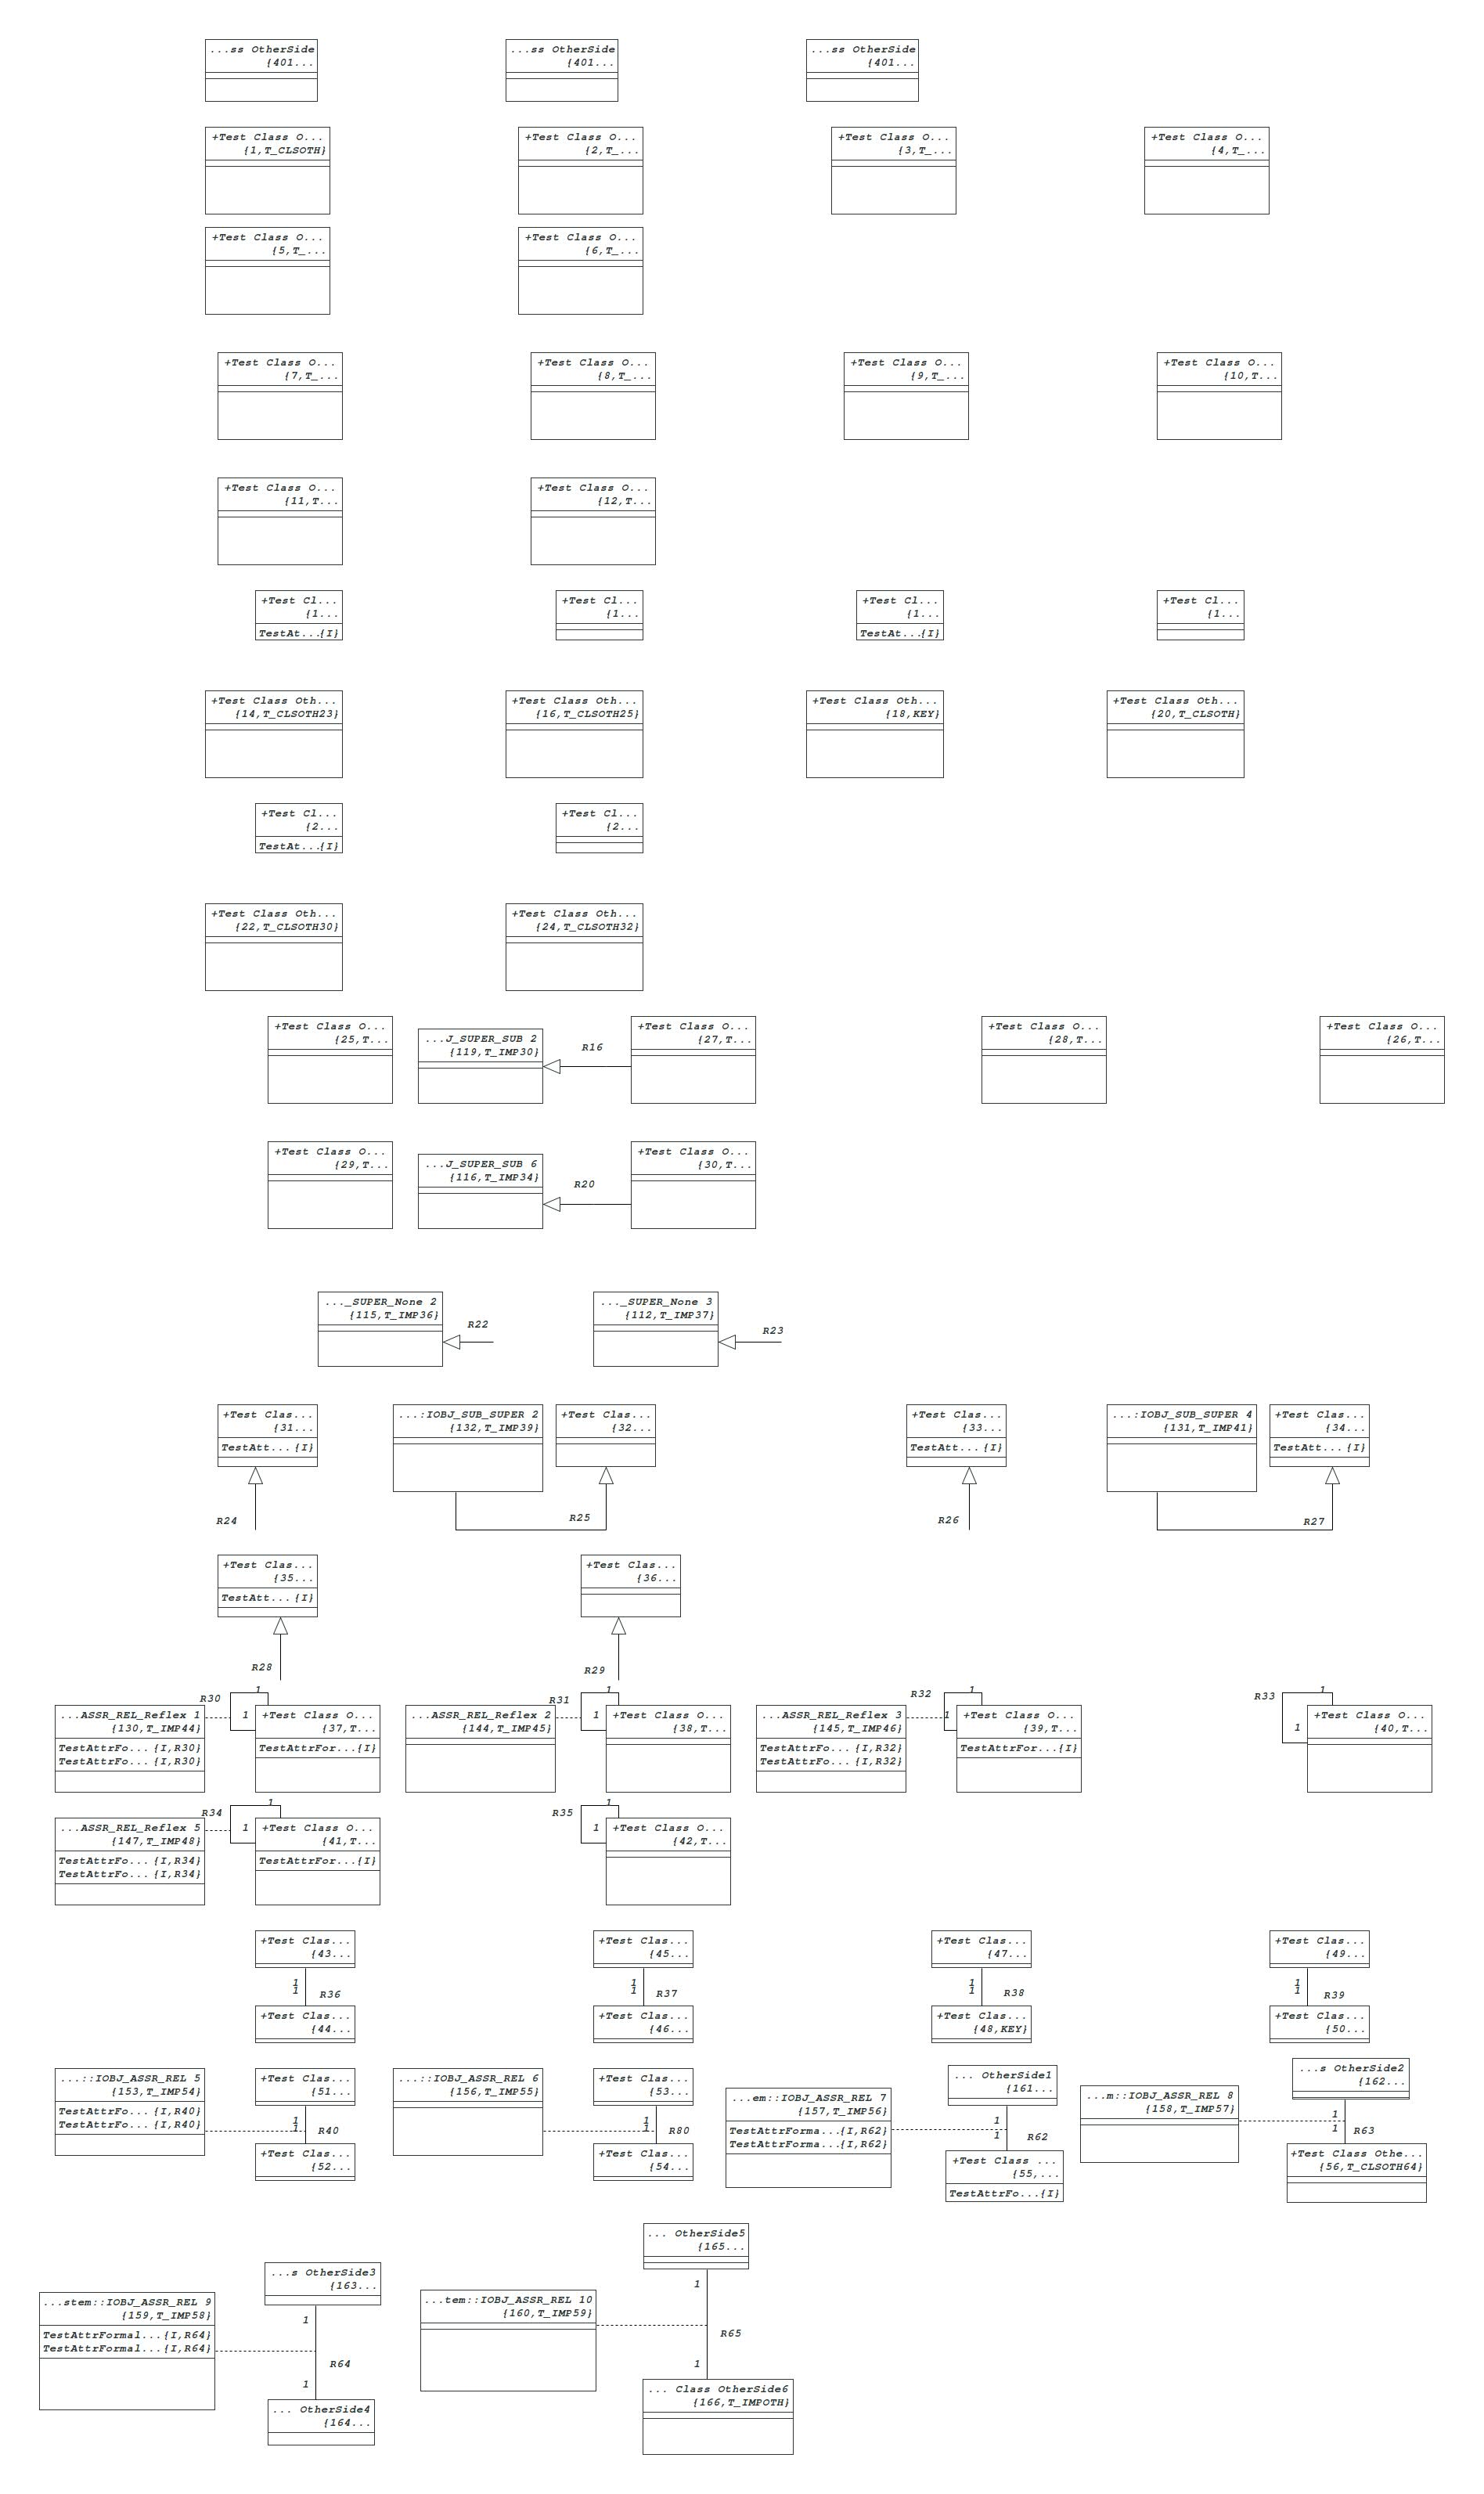 ...ss OtherSide
{401...
...ss OtherSide
{401...
...ss OtherSide
{401...
+Test Class O...
{1,T_CLSOTH}
+Test Class O...
{2,T_...
+Test Class O...
{3,T_...
+Test Class O...
{4,T_...
+Test Class O...
{5,T_...
+Test Class O...
{6,T_...
+Test Class O...
{7,T_...
+Test Class O...
{8,T_...
+Test Class O...
{9,T_...
+Test Class O...
{10,T...
+Test Class O...
{11,T...
+Test Class O...
{12,T...
+Test Cl...
{1...
TestAt...{I}
+Test Cl...
{1...
+Test Cl...
{1...
TestAt...{I}
+Test Cl...
{1...
+Test Class Oth...
{14,T_CLSOTH23}
+Test Class Oth...
{16,T_CLSOTH25}
+Test Class Oth...
{18,KEY}
+Test Class Oth...
{20,T_CLSOTH}
+Test Cl...
{2...
TestAt...{I}
+Test Cl...
{2...
+Test Class Oth...
{22,T_CLSOTH30}
+Test Class Oth...
{24,T_CLSOTH32}
+Test Class O...
{25,T...
...J_SUPER_SUB 2
{119,T_IMP30}
R16
+Test Class O...
{27,T...
+Test Class O...
{28,T...
+Test Class O...
{26,T...
+Test Class O...
{29,T...
...J_SUPER_SUB 6
{116,T_IMP34}
R20
+Test Class O...
{30,T...
..._SUPER_None 2
{115,T_IMP36}
R22
..._SUPER_None 3
{112,T_IMP37}
R23
+Test Clas...
{31...
TestAtt... {I}
R24
...:IOBJ_SUB_SUPER 2
{132,T_IMP39}
+Test Clas...
{32...
R25
+Test Clas...
{33...
TestAtt... {I}
R26
...:IOBJ_SUB_SUPER 4
{131,T_IMP41}
+Test Clas...
{34...
TestAtt... {I}
R27
+Test Clas...
{35...
TestAtt... {I}
R28
+Test Clas...
{36...
R29
...ASSR_REL_Reflex 1
{130,T_IMP44}
TestAttrFo... {I,R30}
TestAttrFo... {I,R30}
R30
1
1
+Test Class O...
{37,T...
TestAttrFor...{I}
...ASSR_REL_Reflex 2
{144,T_IMP45}
R31
1
1
+Test Class O...
{38,T...
...ASSR_REL_Reflex 3
{145,T_IMP46}
TestAttrFo... {I,R32}
TestAttrFo... {I,R32}
R32
1
1
+Test Class O...
{39,T...
TestAttrFor...{I}
R33
1
1
+Test Class O...
{40,T...
...ASSR_REL_Reflex 5
{147,T_IMP48}
TestAttrFo... {I,R34}
TestAttrFo... {I,R34}
R34
1
1
+Test Class O...
{41,T...
TestAttrFor...{I}
R35
1
1
+Test Class O...
{42,T...
+Test Clas...
{43...
1
1
R36
+Test Clas...
{44...
+Test Clas...
{45...
1
1
R37
+Test Clas...
{46...
+Test Clas...
{47...
1
1
R38
+Test Clas...
{48,KEY}
+Test Clas...
{49...
1
1
R39
+Test Clas...
{50...
...::IOBJ_ASSR_REL 5
{153,T_IMP54}
TestAttrFo... {I,R40}
TestAttrFo... {I,R40}
+Test Clas...
{51...
1
1
R40
+Test Clas...
{52...
...::IOBJ_ASSR_REL 6
{156,T_IMP55}
+Test Clas...
{53...
1
1
R80
+Test Clas...
{54...
...em::IOBJ_ASSR_REL 7
{157,T_IMP56}
TestAttrForma...{I,R62}
TestAttrForma...{I,R62}
... OtherSide1
{161...
1
1
R62
+Test Class ...
{55,...
TestAttrFo...{I}
...m::IOBJ_ASSR_REL 8
{158,T_IMP57}
...s OtherSide2
{162...
1
1
R63
+Test Class Othe...
{56,T_CLSOTH64}
...stem::IOBJ_ASSR_REL 9
{159,T_IMP58}
TestAttrFormal...{I,R64}
TestAttrFormal...{I,R64}
...s OtherSide3
{163...
1
R64
1
... OtherSide4
{164...
...tem::IOBJ_ASSR_REL 10
{160,T_IMP59}
... OtherSide5
{165...
1
R65
1
... Class OtherSide6
{166,T_IMPOTH}